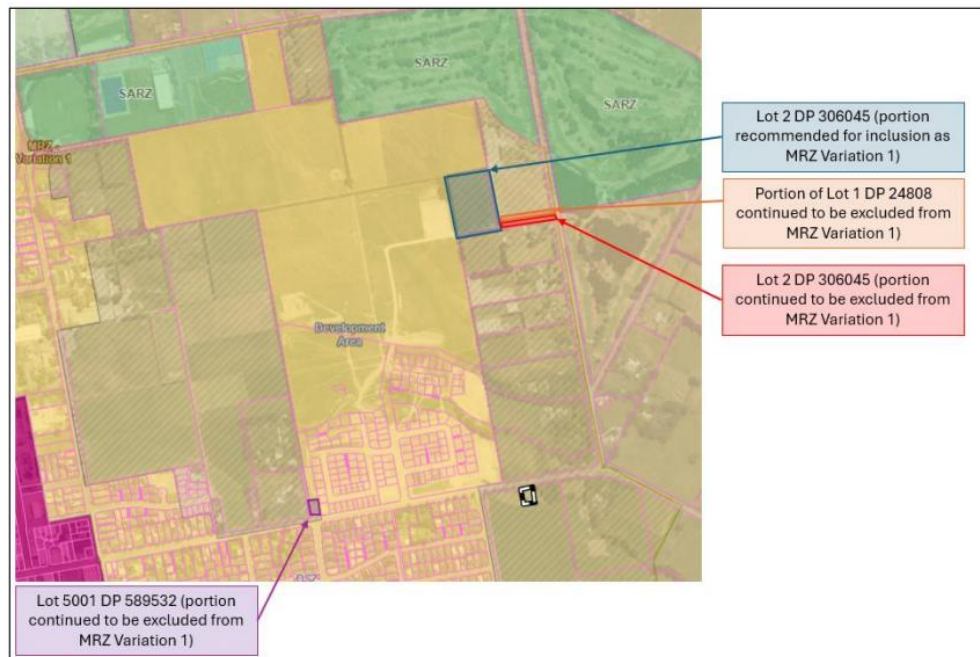 SARZ
SARZ
SARZ
MRZ -
Variation 1
Lot 2 DP 306045 (portion
recommended for inclusion as
MRZ Variation 1)
Portion of Lot 1 DP 24808
continued to be excluded from
MRZ Variation 1)
Lot 2 DP 306045 (portion
continued to be excluded from
MRZ Variation 1)
Development
Area
Lot 5001 DP 589532 (portion
continued to be excluded from
MRZ Variation 1)